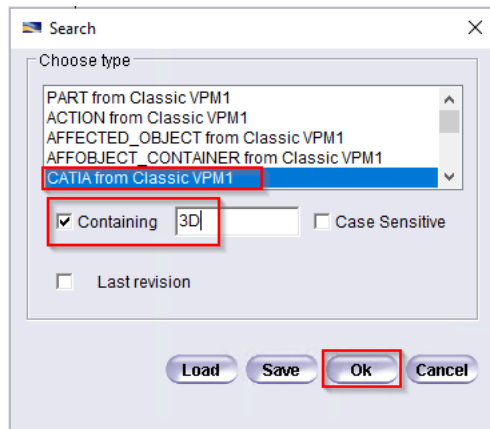 Search
Choose type
PART from Classic VPM1
ACTION from Classic VPM1
AFFECTED_OBJECT from Classic VPM1
AFFOBJECT_CONTAINER from Classic VPM1
CATIA from Classic VPM1
Containing 3D Case Sensitive
Last revision
Load Save Ok Cancel